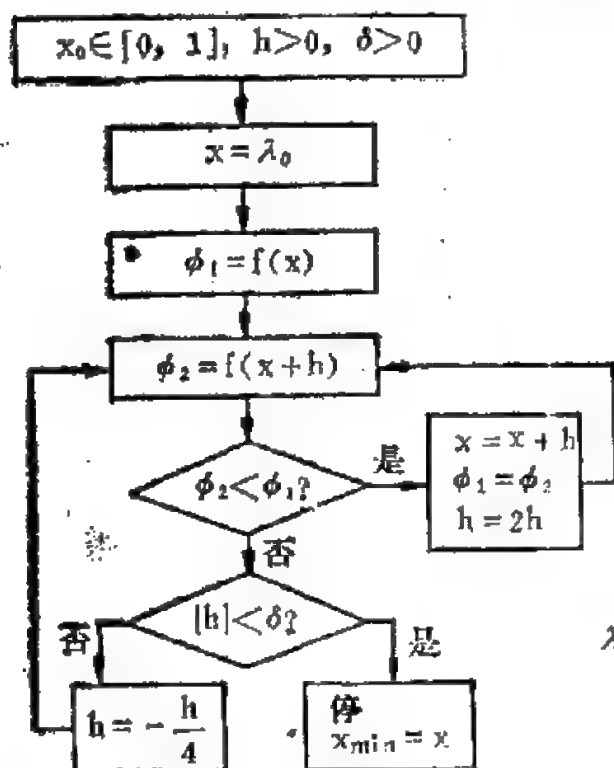 x₀∈[0, 1], h>0, δ>0
x=λ₀
ϕ₁=f(x)
ϕ₂=f(x+h)
ϕ₂<ϕ₁?
是
x=x+h
ϕ₁=ϕ₂
h=2h
否
|h|<δ?
否
是
h=-h/4
停
xmin=x
λ